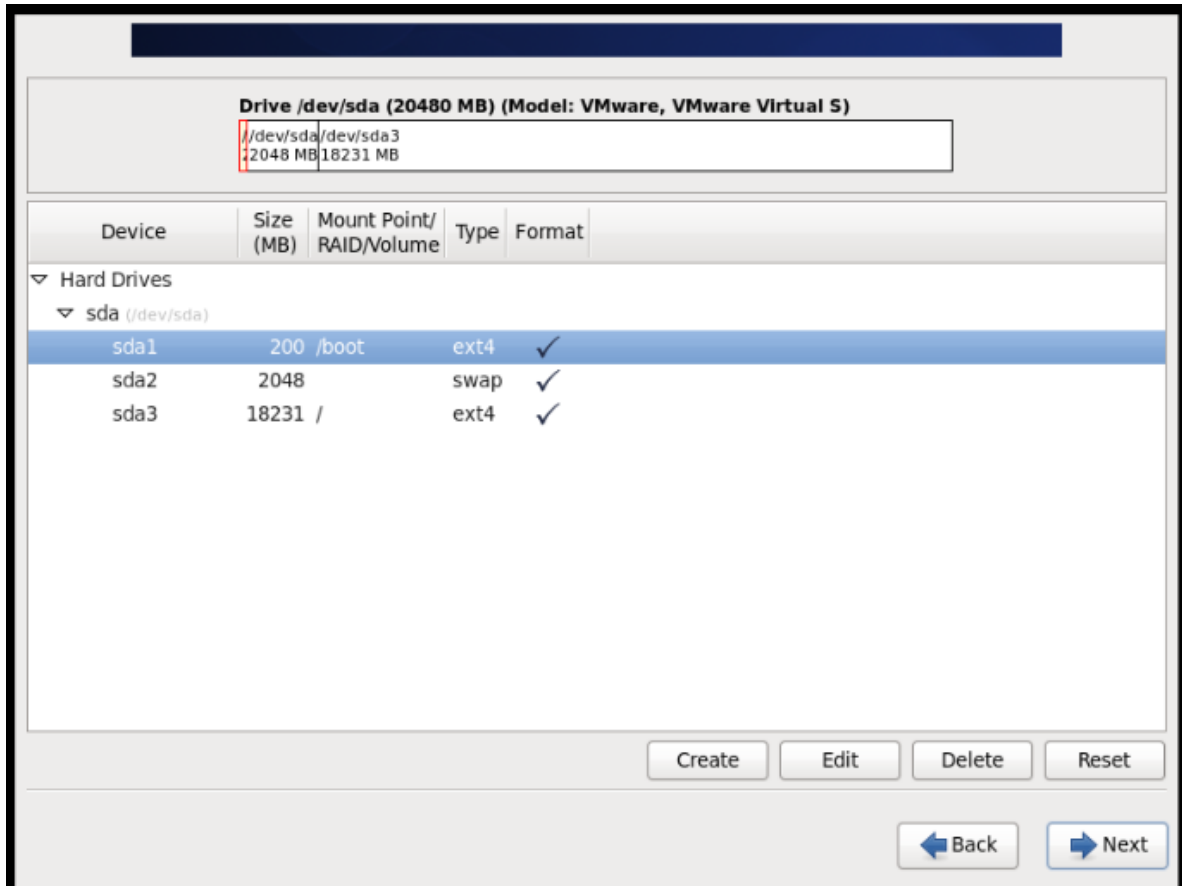 Drive /dev/sda (20480 MB) (Model: VMware, VMware Virtual S)
/dev/sda /dev/sda3
2048 MB 18231 MB
Device Size (MB) Mount Point/ RAID/Volume Type Format
Hard Drives
sda (/dev/sda)
sda1 200 /boot ext4
sda2 2048 swap
sda3 18231 / ext4
Create Edit Delete Reset
Back Next